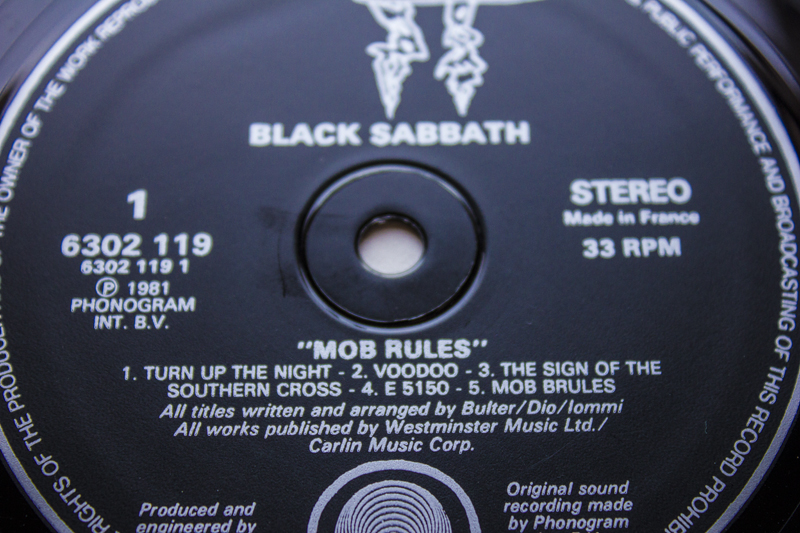 RIGHTS OF THE PRODUCER
THE OWNER OF THE WORK REPROD
PUBLIC PERFORMANCE AND BROADCASTING OF THIS RECORD PROHIBI
BLACK SABBATH
1
6302 119
6302 119 1
℗ 1981
PHONOGRAM
INT. B.V.
STEREO
Made in France
33 RPM
"MOB RULES"
1. TURN UP THE NIGHT - 2. VOODOO - 3. THE SIGN OF THE
SOUTHERN CROSS - 4. E 5150 - 5. MOB BRULES
All titles written and arranged by Bulter/Dio/Iommi
All works published by Westminster Music Ltd./
Carlin Music Corp.
Produced and
engineered by
Original sound
recording made
by Phonogram